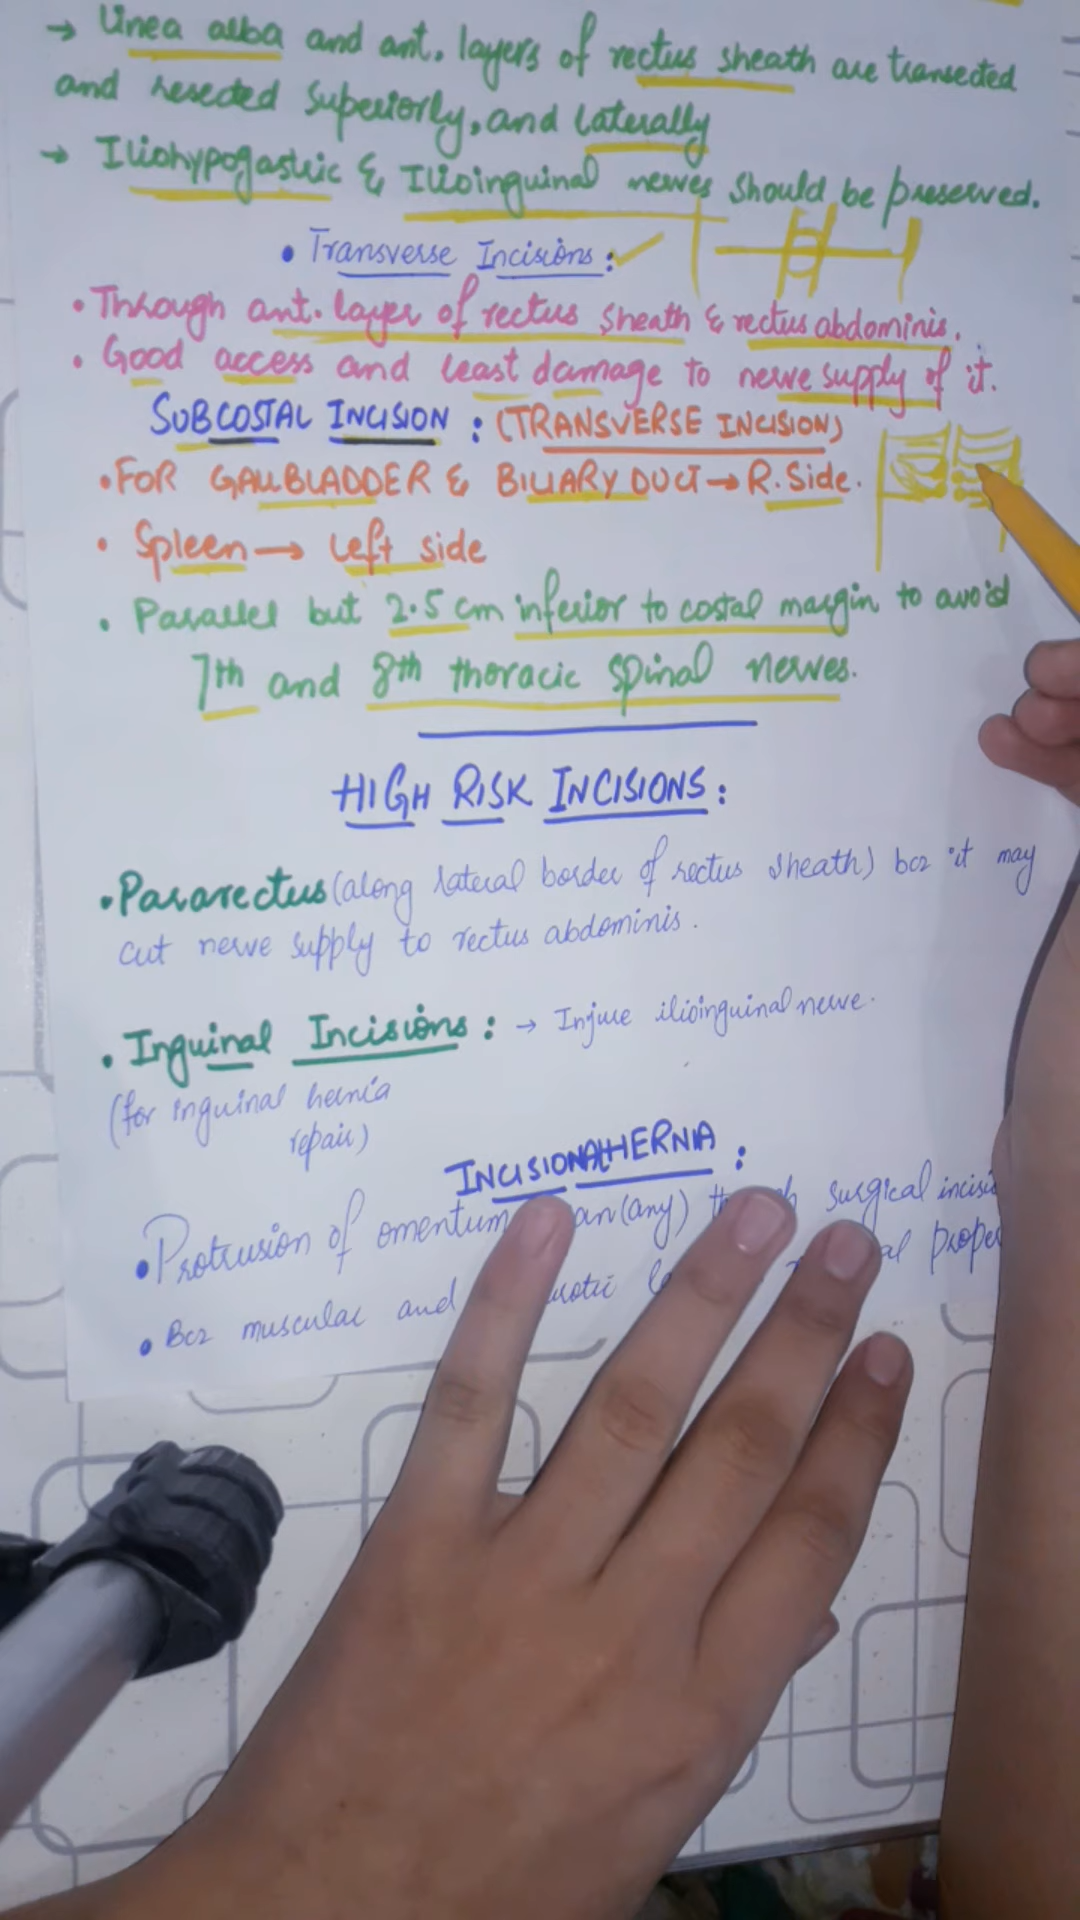 → Linea alba and ant. layers of rectus sheath are transected
and resected superiorly, and laterally
→ Iliohypogastric & Ilioinguinal nerves should be preserved.
• Transverse Incisions:
• Through ant. layer of rectus sheath & rectus abdominis.
• Good access and least damage to nerve supply of it.
SUBCOSTAL INCISION : (TRANSVERSE INCISION)
• FOR GALLBLADDER & BILIARY DUCT → R. Side.
• Spleen → left side
• Parallel but 2.5 cm inferior to costal margin to avoid
7th and 8th thoracic spinal nerves.
HIGH RISK INCISIONS:
• Pararectus (along lateral border of rectus sheath) bcz it may
cut nerve supply to rectus abdominis.
• Inguinal Incisions: → Injure ilioinguinal nerve.
(for inguinal hernia
repair)
INCISIONAL HERNIA :
• Protrusion of omentum (any) surgical
• Bcz muscular and